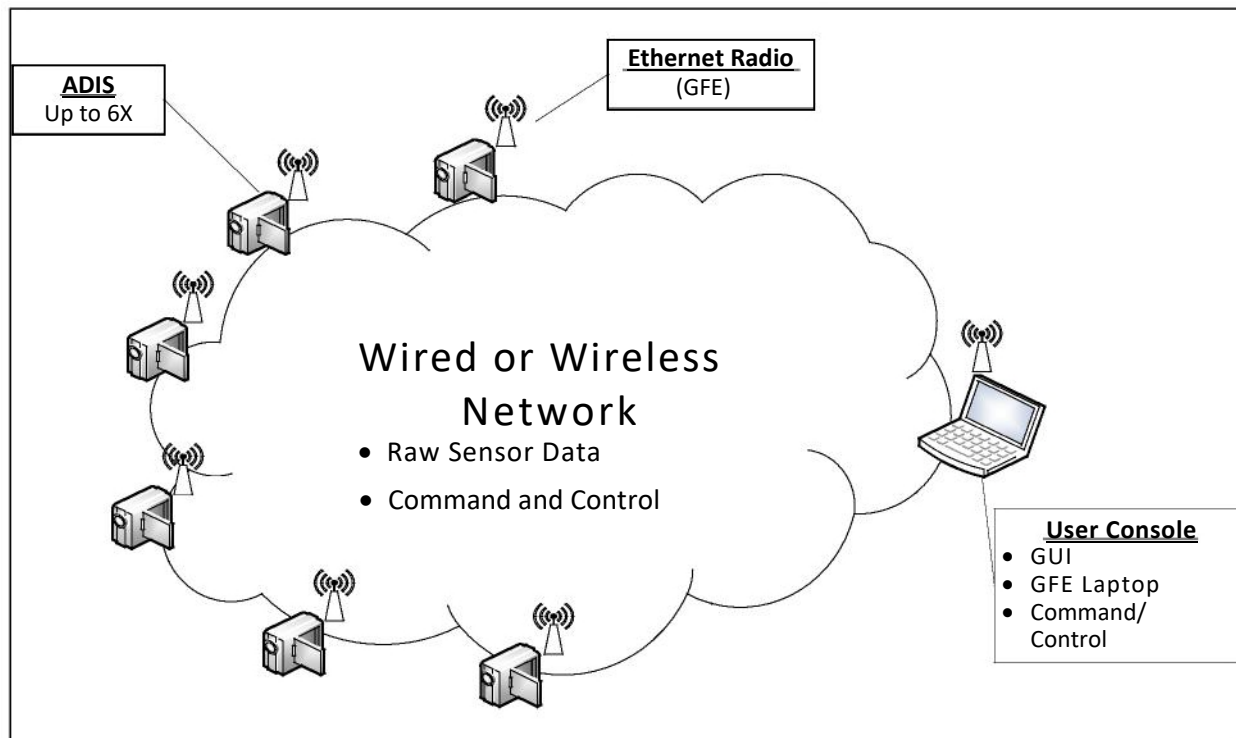 Ethernet Radio
(GFE)
ADIS
Up to 6X
Wired or Wireless
Network
• Raw Sensor Data
• Command and Control
User Console
• GUI
• GFE Laptop
• Command/
Control